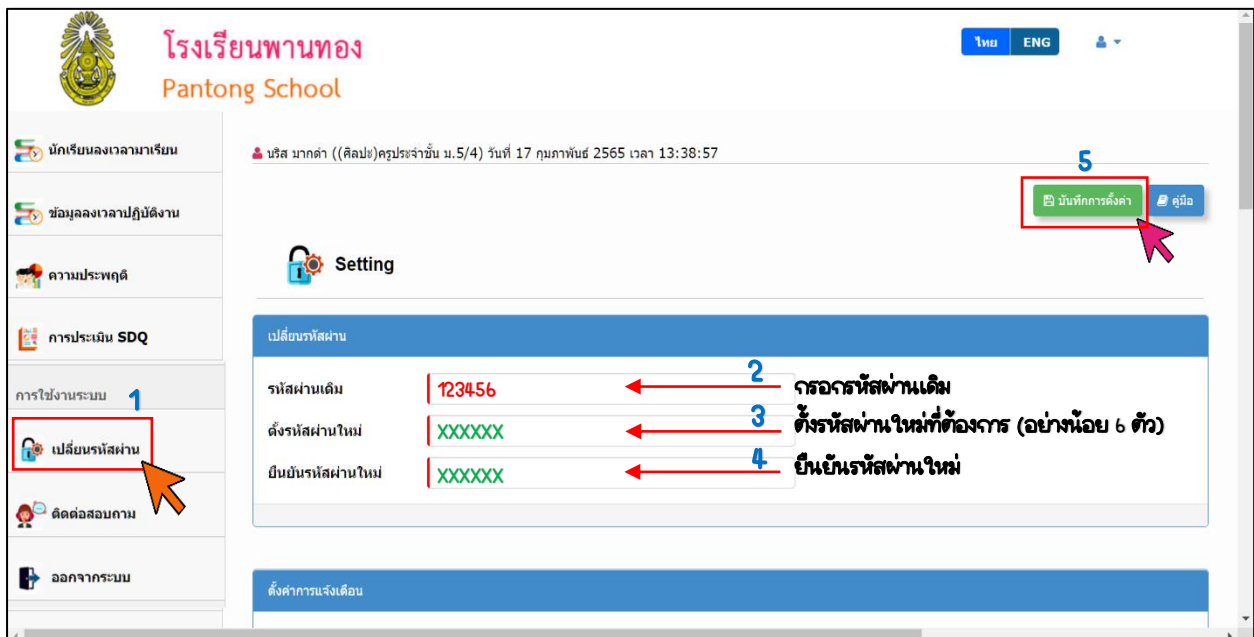 โรงเรียนพานทอง
Pantong School
ไทย ENG
นักเรียนลงเวลามาเรียน
ข้อมูลลงเวลาปฏิบัติงาน
ความประพฤติ
การประเมิน SDQ
การใช้งานระบบ 1
เปลี่ยนรหัสผ่าน
ติดต่อสอบถาม
ออกจากระบบ
นริส มากดำ ((ศิลปะ)ครูประจำชั้น ม.5/4) วันที่ 17 กุมภาพันธ์ 2565 เวลา 13:38:57
5
บันทึกการตั้งค่า คู่มือ
Setting
เปลี่ยนรหัสผ่าน
รหัสผ่านเดิม 123456 2 กรอกรหัสผ่านเดิม
ตั้งรหัสผ่านใหม่ XXXXXX 3 ตั้งรหัสผ่านใหม่ที่ต้องการ (อย่างน้อย 6 ตัว)
ยืนยันรหัสผ่านใหม่ XXXXXX 4 ยืนยันรหัสผ่านใหม่
ตั้งค่าการแจ้งเตือน